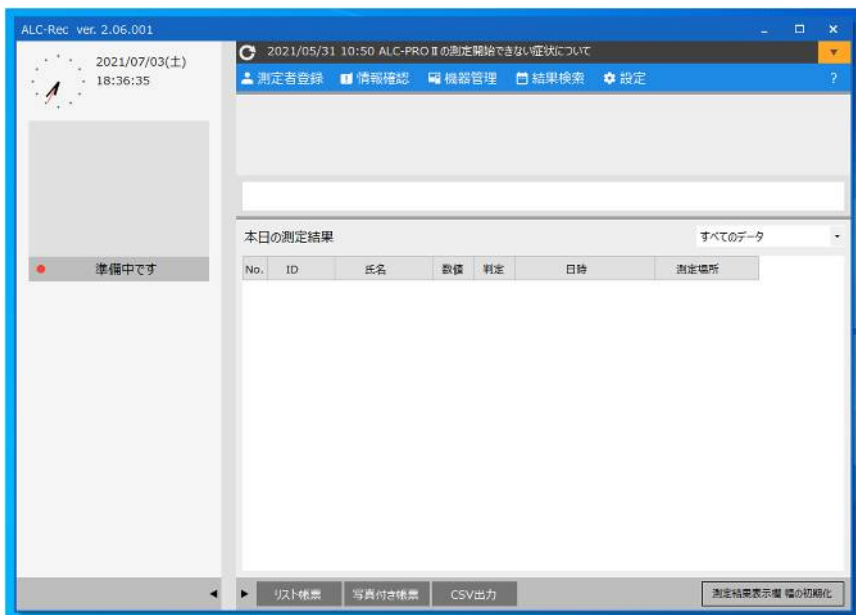 ALC-Rec ver. 2.06.001
2021/07/03(土)
18:36:35
準備中です
2021/05/31 10:50 ALC-PROⅡの測定開始できない症状について
測定者登録 情報確認 機器管理 結果検索 設定 ?
本日の測定結果 すべてのデータ
No. ID 氏名 数値 判定 日時 測定場所
リスト帳票 写真付き帳票 CSV出力 測定結果表示欄 幅の初期化